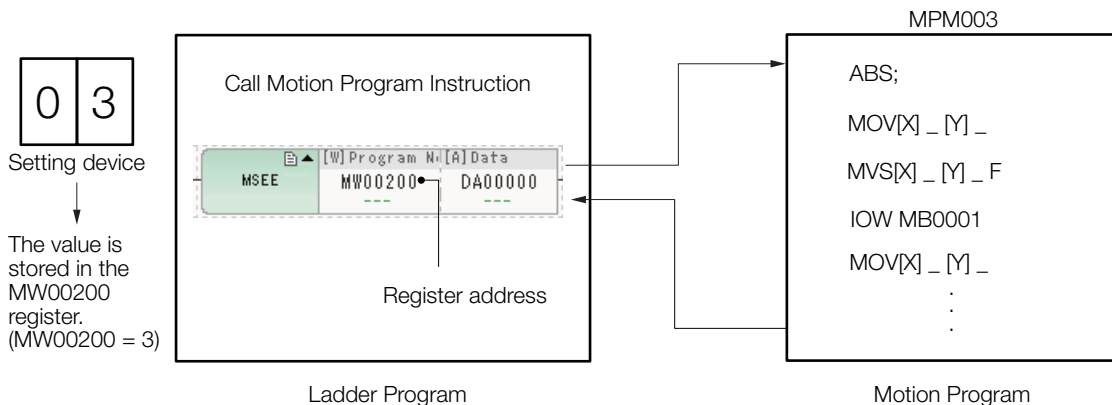 MPM003
0 3
Setting device
The value is
stored in the
MW00200
register.
(MW00200 = 3)
Call Motion Program Instruction
[W]Program N
[A]Data
MSEE
MW00200
DA00000
---
---
Register address
Ladder Program
ABS;
MOV[X] _ [Y] _
MVS[X] _ [Y] _ F
IOW MB0001
MOV[X] _ [Y] _
.
.
.
Motion Program